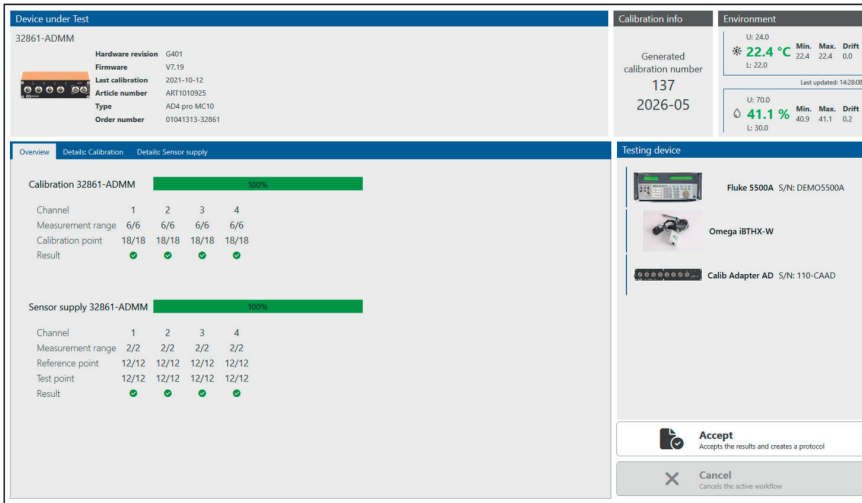 Device under Test
32861-ADMM
Hardware revision G401
Firmware V7.19
Last calibration 2021-10-12
Article number ART1010925
Type AD4 pro MC10
Order number 01041313-32861
Calibration info
Generated
calibration number
137
2026-05
Environment
U: 24.0
22.4 °C Min. Max. Drift
22.4 22.4 0.0
L: 22.0
Last updated: 14:28:08
U: 70.0
41.1 % Min. Max. Drift
40.9 41.1 0.2
L: 30.0
Overview Details: Calibration Details: Sensor supply
Calibration 32861-ADMM 100%
Channel 1 2 3 4
Measurement range 6/6 6/6 6/6 6/6
Calibration point 18/18 18/18 18/18 18/18
Result
Sensor supply 32861-ADMM 100%
Channel 1 2 3 4
Measurement range 2/2 2/2 2/2 2/2
Reference point 12/12 12/12 12/12 12/12
Test point 12/12 12/12 12/12 12/12
Result
Testing device
Fluke 5500A S/N: DEMO5500A
Omega iBTHX-W
Calib Adapter AD S/N: 110-CAAD
Accept
Accepts the results and creates a protocol
Cancel
Cancels the active workflow